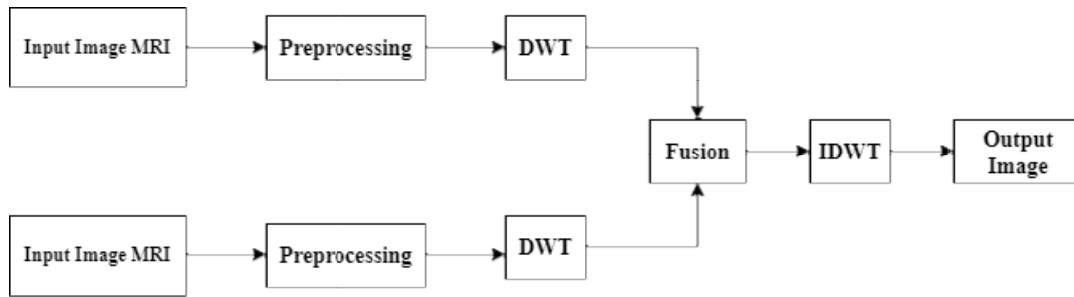 Input Image MRI
Preprocessing
DWT
Fusion
IDWT
Output
Image
Input Image MRI
Preprocessing
DWT